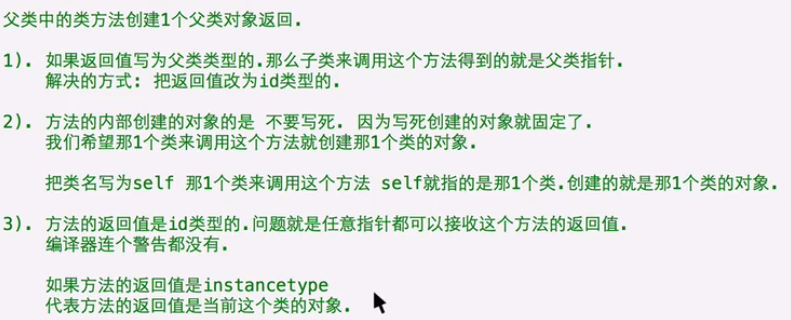 父类中的类方法创建1个父类对象返回.
1). 如果返回值写为父类类型的.那么子类来调用这个方法得到的就是父类指针.
解决的方式: 把返回值改为id类型的.
2). 方法的内部创建的对象的是 不要写死. 因为写死创建的对象就固定了.
我们希望那1个类来调用这个方法就创建那1个类的对象.
把类名写为self 那1个类来调用这个方法 self就指的是那1个类.创建的就是那1个类的对象.
3). 方法的返回值是id类型的.问题就是任意指针都可以接收这个方法的返回值.
编译器连个警告都没有.
如果方法的返回值是instancetype
代表方法的返回值是当前这个类的对象.